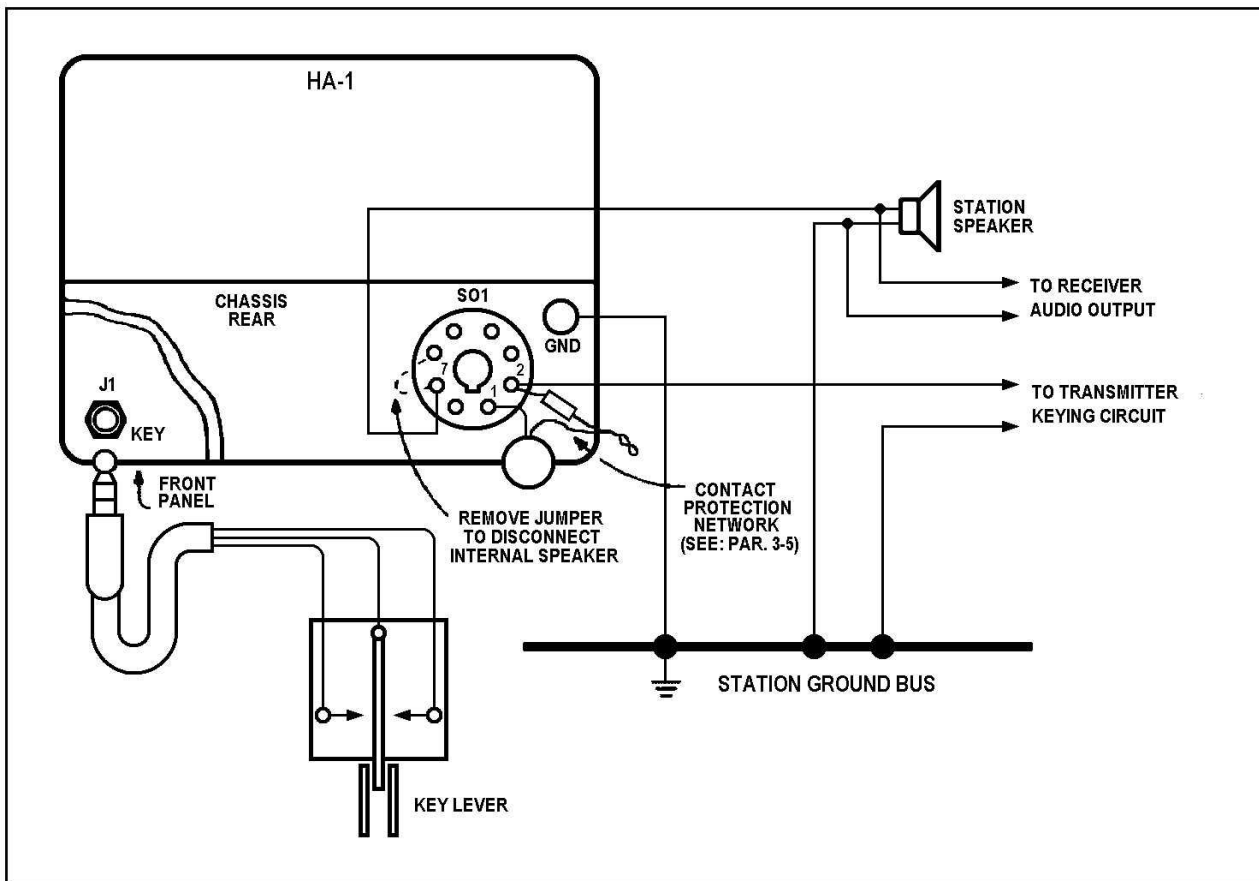 HA-1
STATION
SPEAKER
CHASSIS
REAR
SO1
TO RECEIVER
AUDIO OUTPUT
GND
7
2
1
J1
KEY
TO TRANSMITTER
KEYING CIRCUIT
FRONT
PANEL
REMOVE JUMPER
TO DISCONNECT
INTERNAL SPEAKER
CONTACT
PROTECTION
NETWORK
(SEE: PAR. 3-5)
STATION GROUND BUS
KEY LEVER